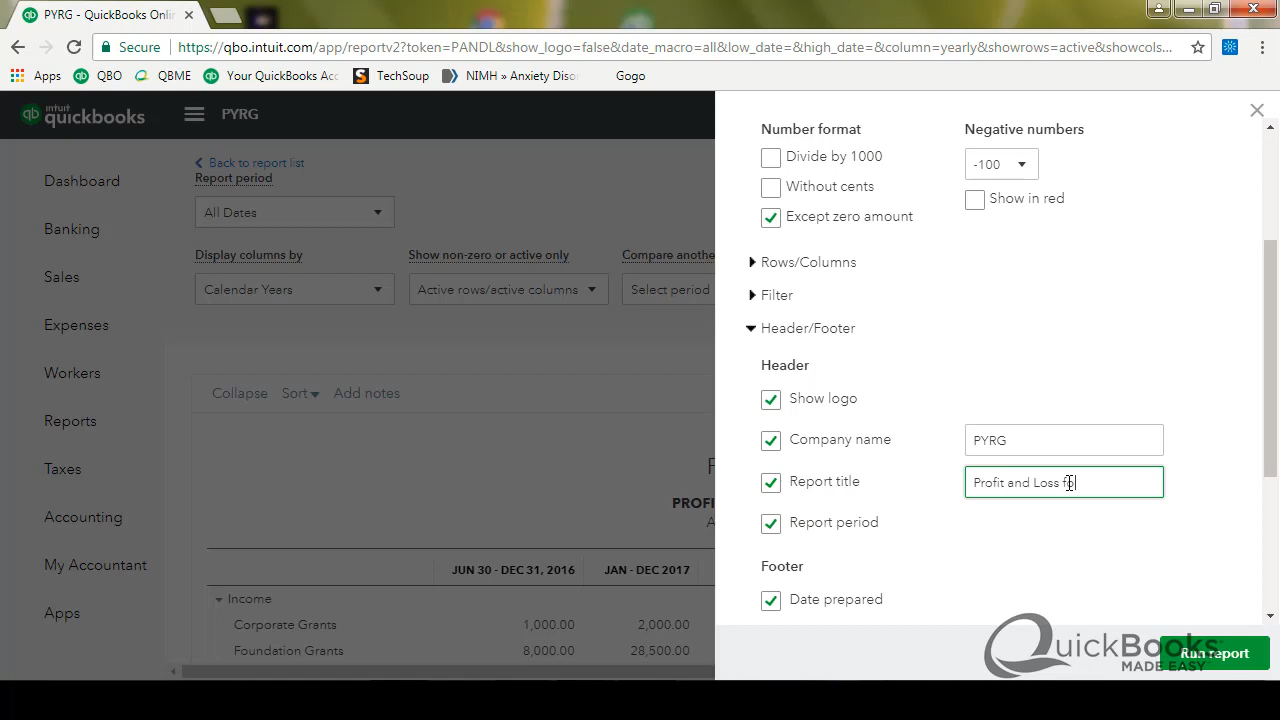 PYRG - QuickBooks Onli
Secure https://qbo.intuit.com/app/reportv2?token=PANDL&show_logo=false&date_macro=all&low_date=&high_date=&column=yearly&showrows=active&showcols...
Apps QBO QBME Your QuickBooks Acc TechSoup NIMH » Anxiety Disor Gogo
intuit quickbooks PYRG
Dashboard
Banking
Sales
Expenses
Workers
Reports
Taxes
Accounting
My Accountant
Apps
Back to report list
Report period
All Dates
Display columns by Show non-zero or active only Compare anothe
Calendar Years Active rows/active columns Select period
Collapse Sort Add notes
PROFI
JUN 30 - DEC 31, 2016 JAN - DEC 2017
Income
Corporate Grants 1,000.00 2,000.00
Foundation Grants 8,000.00 28,500.00
Number format Negative numbers
Divide by 1000 -100
Without cents Show in red
Except zero amount
Rows/Columns
Filter
Header/Footer
Header
Show logo
Company name PYRG
Report title Profit and Loss fo
Report period
Footer
Date prepared
QuickBooks
MADE EASY
Run report